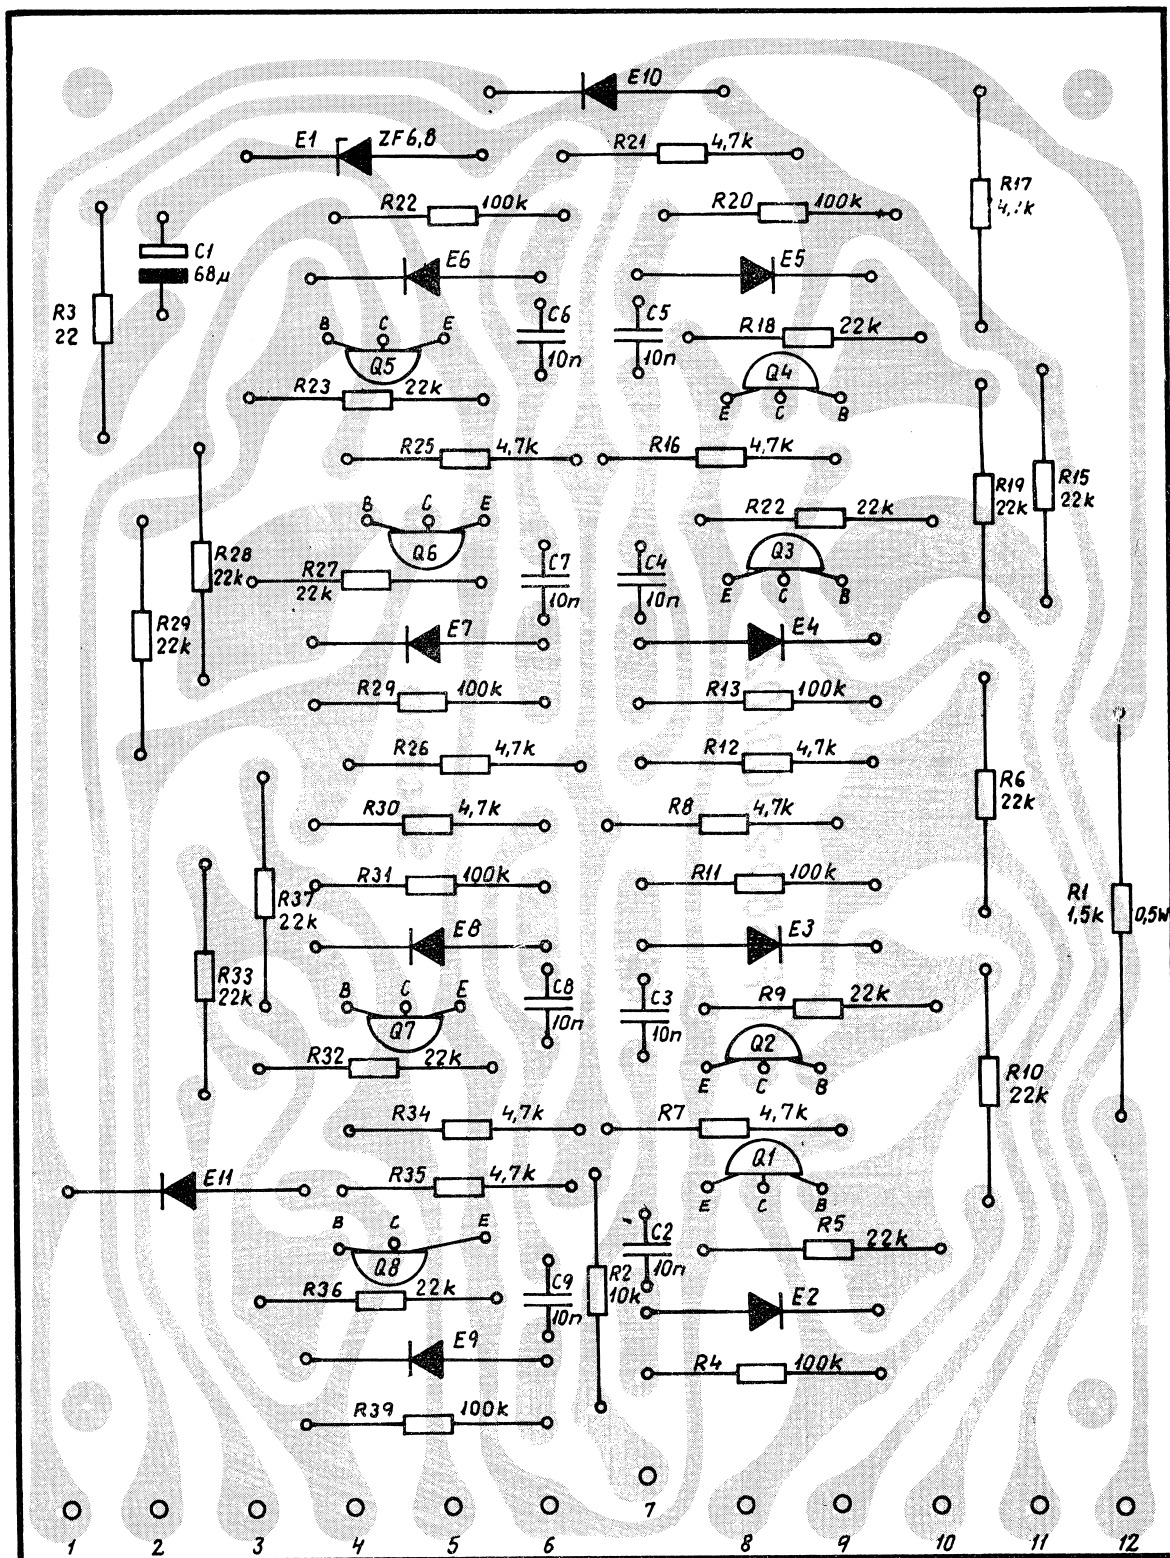 E10
E1 ZF6,8
R21 4,7k
R22 100k
R20 100k
R17
C1
68µ
E6
E5
R3
22
C6
10n
C5
10n
R18 22k
B C E
Q5
Q4
E C B
R23 22k
R25 4,7k
R16 4,7k
R19
22k
R15
22k
B C E
Q6
R22 22k
Q3
E C B
R28
22k
R27
22k
C7
10n
C4
10n
R29
22k
E7
E4
R29 100k
R13 100k
R26 4,7k
R12 4,7k
R6
22k
R30 4,7k
R8 4,7k
R31 100k
R11 100k
R37
22k
R1
1,5k 0,5W
E8
E3
R33
22k
B C E
Q7
C8
10n
C3
10n
R9 22k
Q2
E C B
R32 22k
R10
22k
R34 4,7k
R7 4,7k
E11
R35 4,7k
Q1
E C B
B C E
Q8
C2
10n
R5 22k
R36 22k
C9
10n
R2
10k
E2
E9
R4 100k
R39 100k
1 2 3 4 5 6 7 8 9 10 11 12